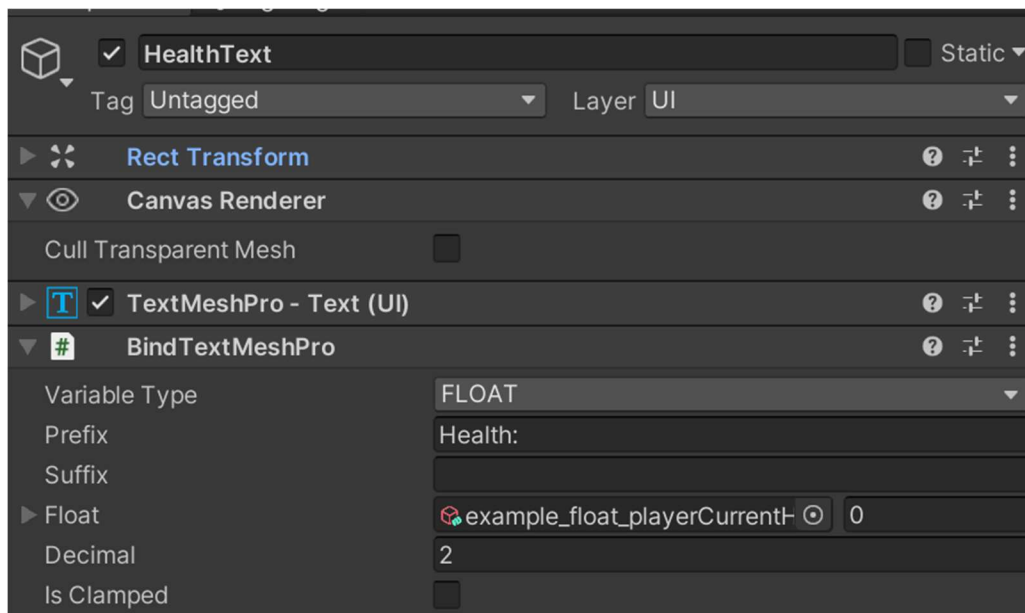 HealthText
Static
Tag Untagged Layer UI
Rect Transform
Canvas Renderer
Cull Transparent Mesh
T TextMeshPro - Text (UI)
# BindTextMeshPro
Variable Type FLOAT
Prefix Health:
Suffix
Float example_float_playerCurrentH 0
Decimal 2
Is Clamped